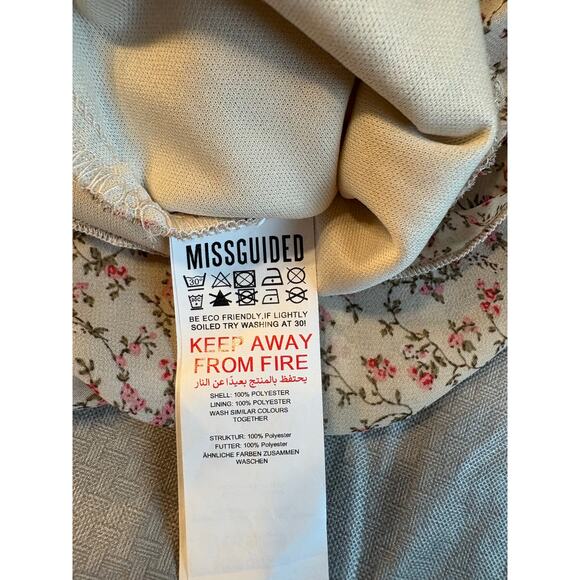 MISSGUIDED
30°
BE ECO FRIENDLY,IF LIGHTLY
SOILED TRY WASHING AT 30!
KEEP AWAY
FROM FIRE
يحتفظ بالمنتج بعيدًا عن النار
SHELL: 100% POLYESTER
LINING: 100% POLYESTER
WASH SIMILAR COLOURS
TOGETHER
STRUKTUR: 100% Polyester
FUTTER: 100% Polyester
ÄHNLICHE FARBEN ZUSAMMEN
WASCHEN